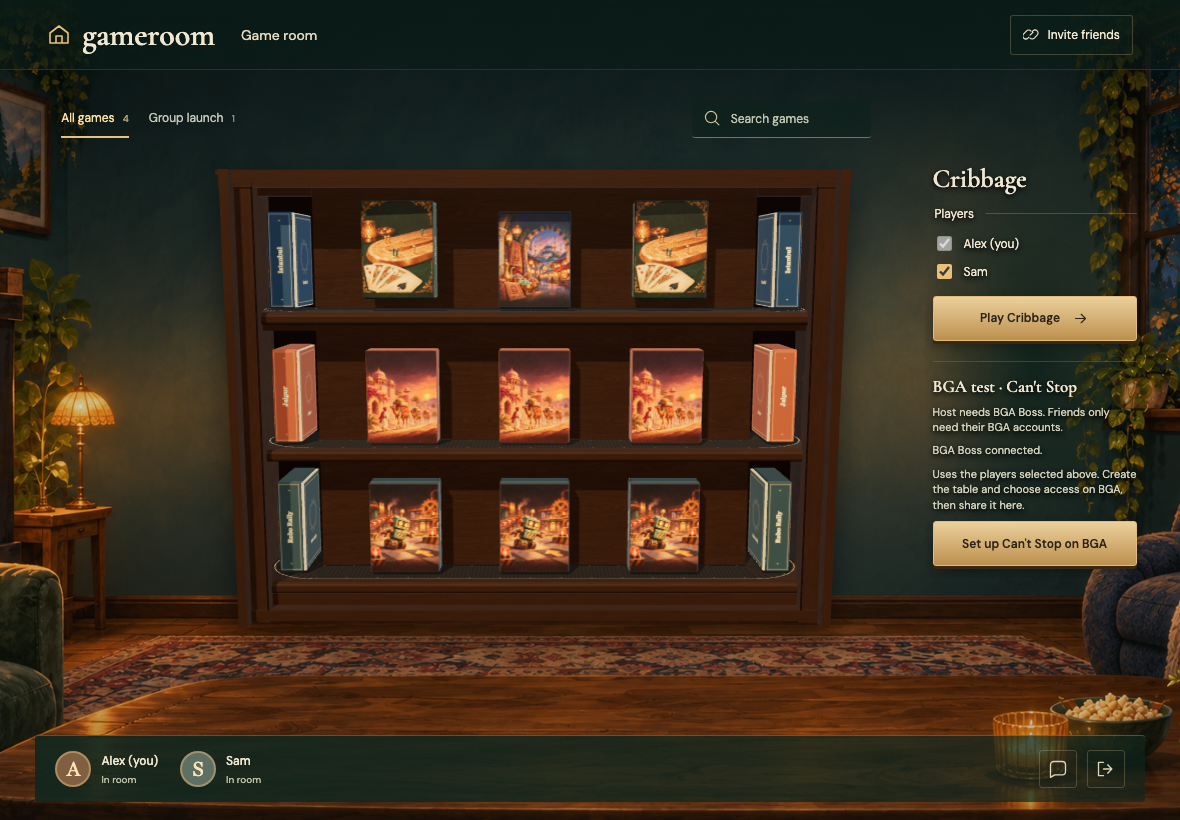 gameroom
Game room
Invite friends
All games 4
Group launch 1
Search games
Istanbul
Istanbul
Jaipur
Jaipur
Robo Rally
Robo Rally
Cribbage
Players
Alex (you)
Sam
Play Cribbage
BGA test · Can't Stop
Host needs BGA Boss. Friends only
need their BGA accounts.
BGA Boss connected.
Uses the players selected above. Create
the table and choose access on BGA,
then share it here.
Set up Can't Stop on BGA
A
Alex (you)
In room
S
Sam
In room